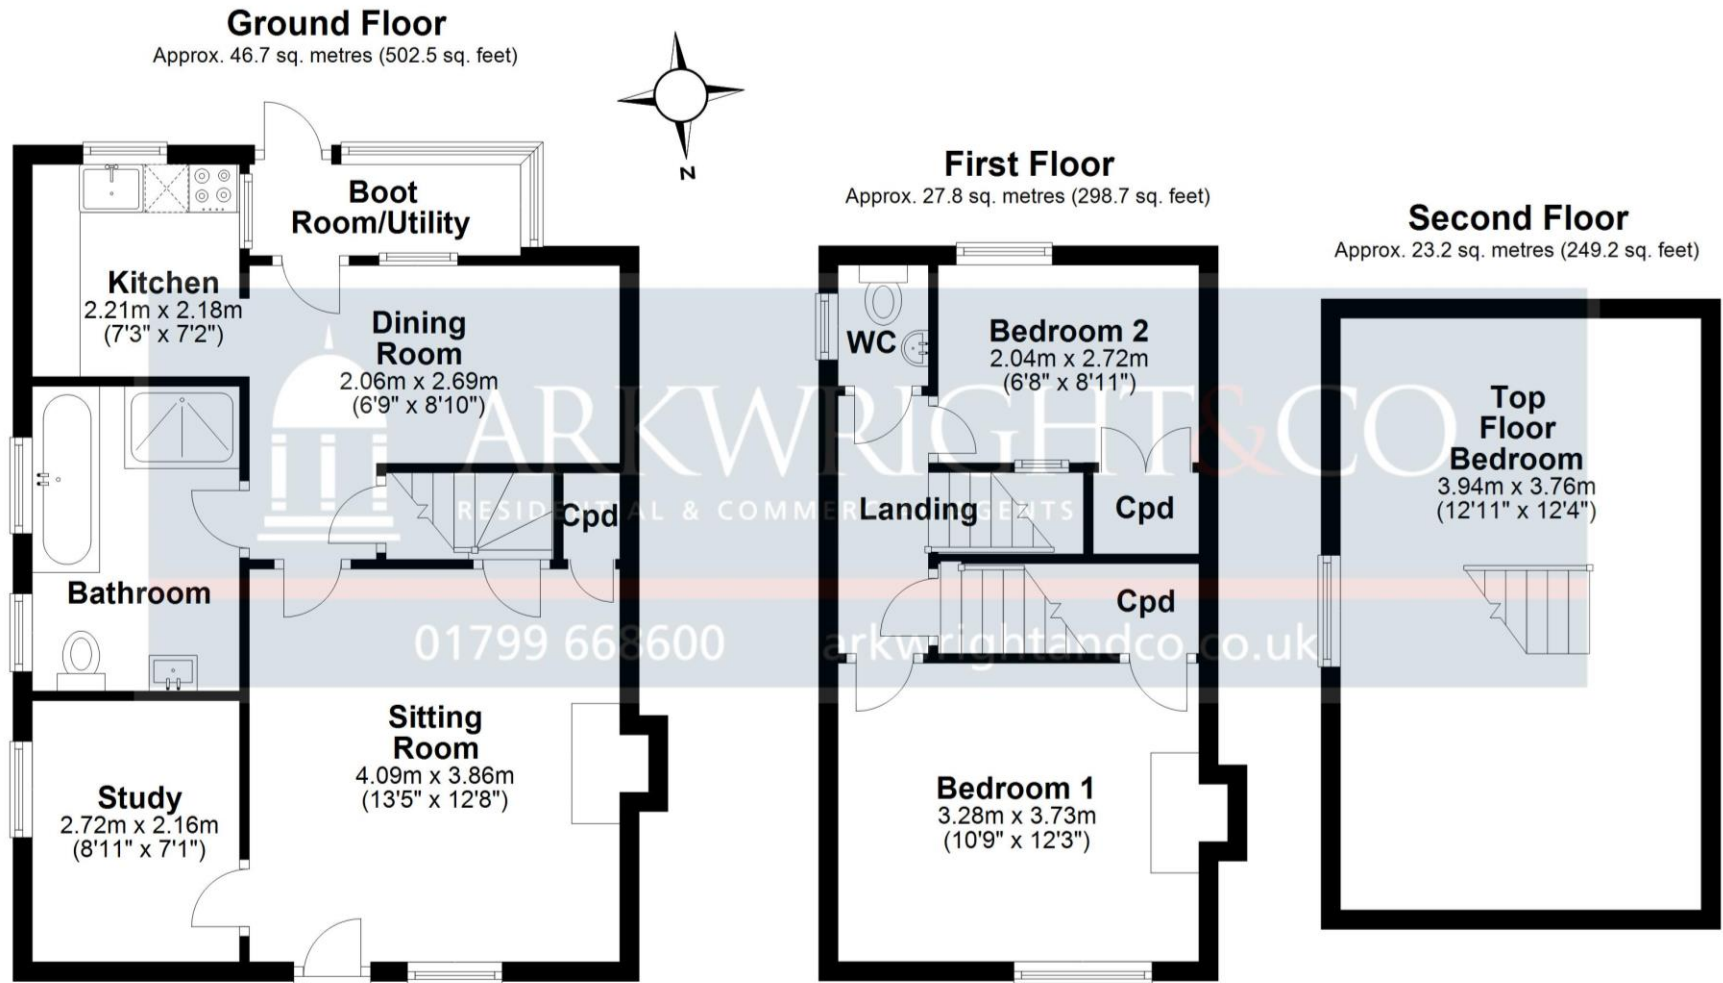 Ground Floor
Approx. 46.7 sq. metres (502.5 sq. feet)
N
Boot
Room/Utility
Kitchen
2.21m x 2.18m
(7'3" x 7'2")
Dining
Room
2.06m x 2.69m
(6'9" x 8'10")
Cpd
Bathroom
Sitting
Room
4.09m x 3.86m
(13'5" x 12'8")
Study
2.72m x 2.16m
(8'11" x 7'1")
First Floor
Approx. 27.8 sq. metres (298.7 sq. feet)
WC
Bedroom 2
2.04m x 2.72m
(6'8" x 8'11")
Landing
Cpd
Cpd
Bedroom 1
3.28m x 3.73m
(10'9" x 12'3")
Second Floor
Approx. 23.2 sq. metres (249.2 sq. feet)
Top
Floor
Bedroom
3.94m x 3.76m
(12'11" x 12'4")
ARKWRIGHT&CO
RESIDENTIAL & COMMERCIAL AGENTS
01799 668600 arkwrightandco.co.uk